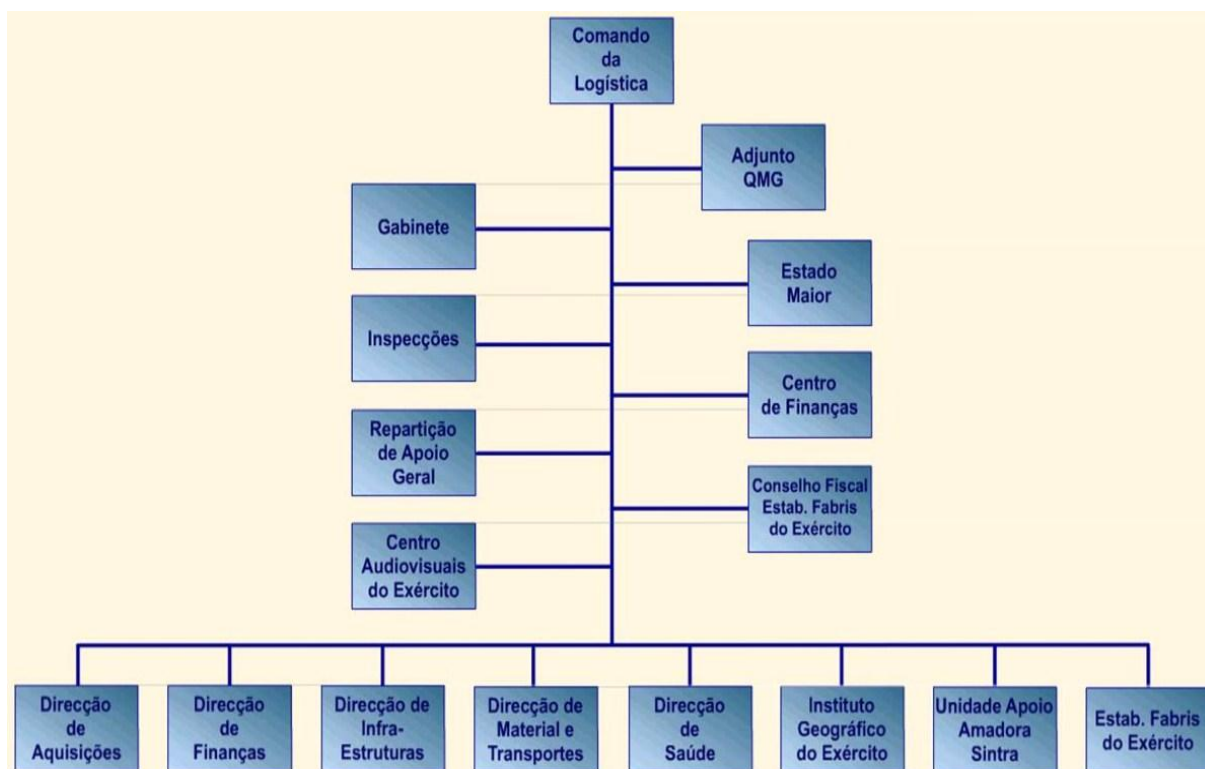 Comando
da
Logística
Adjunto
QMG
Gabinete
Estado
Maior
Inspecções
Centro
de Finanças
Repartição
de Apoio
Geral
Conselho Fiscal
Estab. Fabris
do Exército
Centro
Audiovisuais
do Exército
Direcção
de
Aquisições
Direcção
de
Finanças
Direcção de
Infra-
Estruturas
Direcção de
Material e
Transportes
Direcção
de
Saúde
Instituto
Geográfico
do Exército
Unidade Apoio
Amadora
Sintra
Estab. Fabris
do Exército